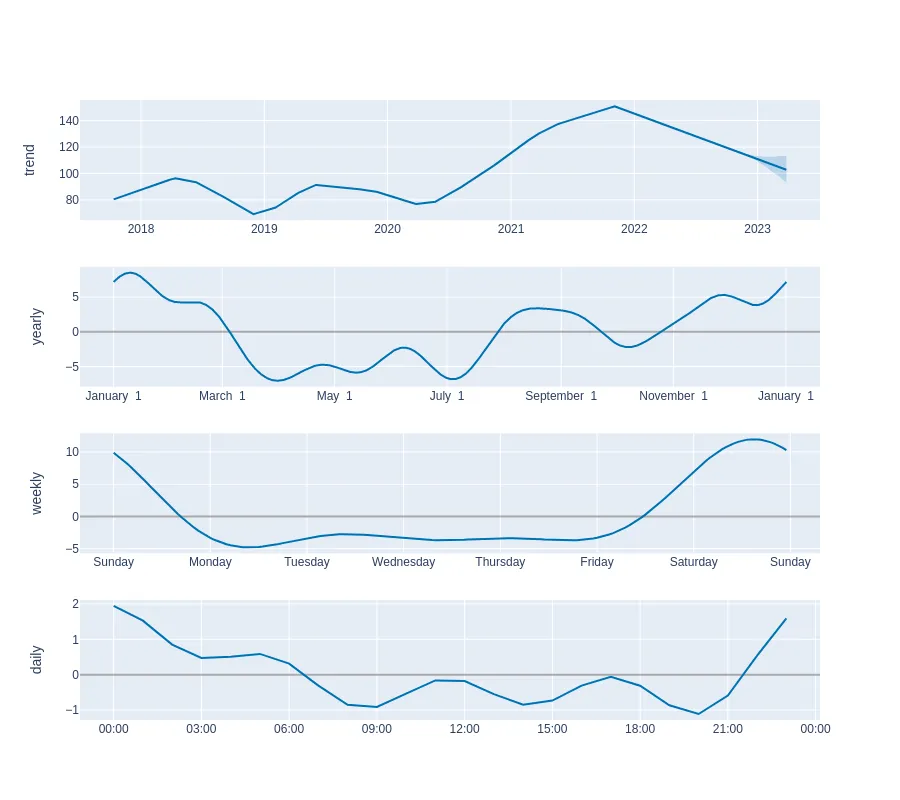 trend
140
120
100
80
2018 2019 2020 2021 2022 2023
yearly
5
0
−5
January 1 March 1 May 1 July 1 September 1 November 1 January 1
weekly
10
5
0
−5
Sunday Monday Tuesday Wednesday Thursday Friday Saturday Sunday
daily
2
1
0
−1
00:00 03:00 06:00 09:00 12:00 15:00 18:00 21:00 00:00